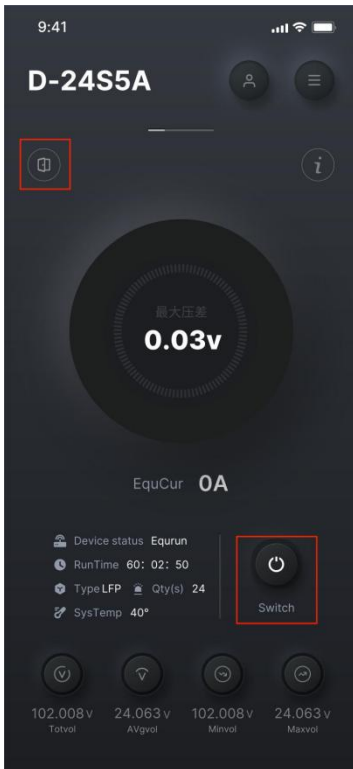 9:41
D-24S5A
i
最大压差
0.03v
EquCur 0A
Device status Equrun
RunTime 60: 02: 50
Type LFP Qty(s) 24
SysTemp 40°
Switch
V V
102.008v 24.063v 102.008v 24.063v
Totvol AVgvol Minvol Maxvol